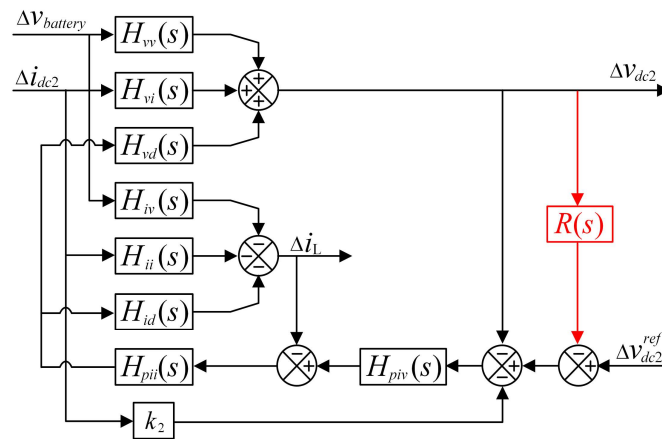 Δv_battery
H_vv(s)
Δi_dc2
H_vi(s)
+ + + +
Δv_dc2
H_vd(s)
H_iv(s)
R(s)
H_ii(s)
− − −
Δi_L
H_id(s)
H_pii(s)
− +
H_piv(s)
− − +
− +
Δv_dc2^ref
k_2